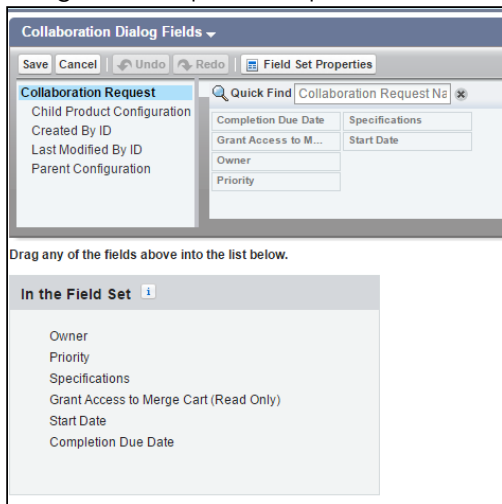 Collaboration Dialog Fields
Save Cancel Undo Redo Field Set Properties
Collaboration Request
Child Product Configuration
Created By ID
Last Modified By ID
Parent Configuration
Quick Find Collaboration Request Na
Completion Due Date Specifications
Grant Access to M... Start Date
Owner
Priority
Drag any of the fields above into the list below.
In the Field Set i
Owner
Priority
Specifications
Grant Access to Merge Cart (Read Only)
Start Date
Completion Due Date